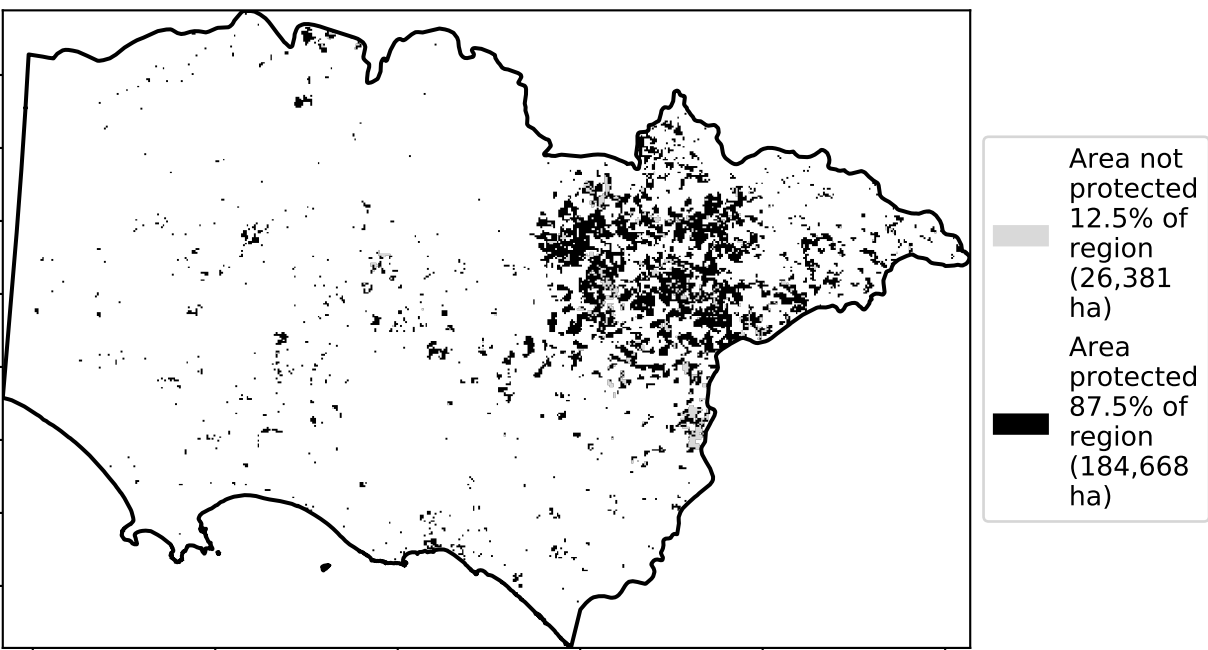 Area not
protected
12.5% of
region
(26,381
ha)
Area
protected
87.5% of
region
(184,668
ha)